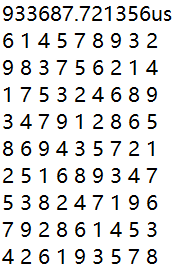 933687.721356us
6 1 4 5 7 8 9 3 2
9 8 3 7 5 6 2 1 4
1 7 5 3 2 4 6 8 9
3 4 7 9 1 2 8 6 5
8 6 9 4 3 5 7 2 1
2 5 1 6 8 9 3 4 7
5 3 8 2 4 7 1 9 6
7 9 2 8 6 1 4 5 3
4 2 6 1 9 3 5 7 8